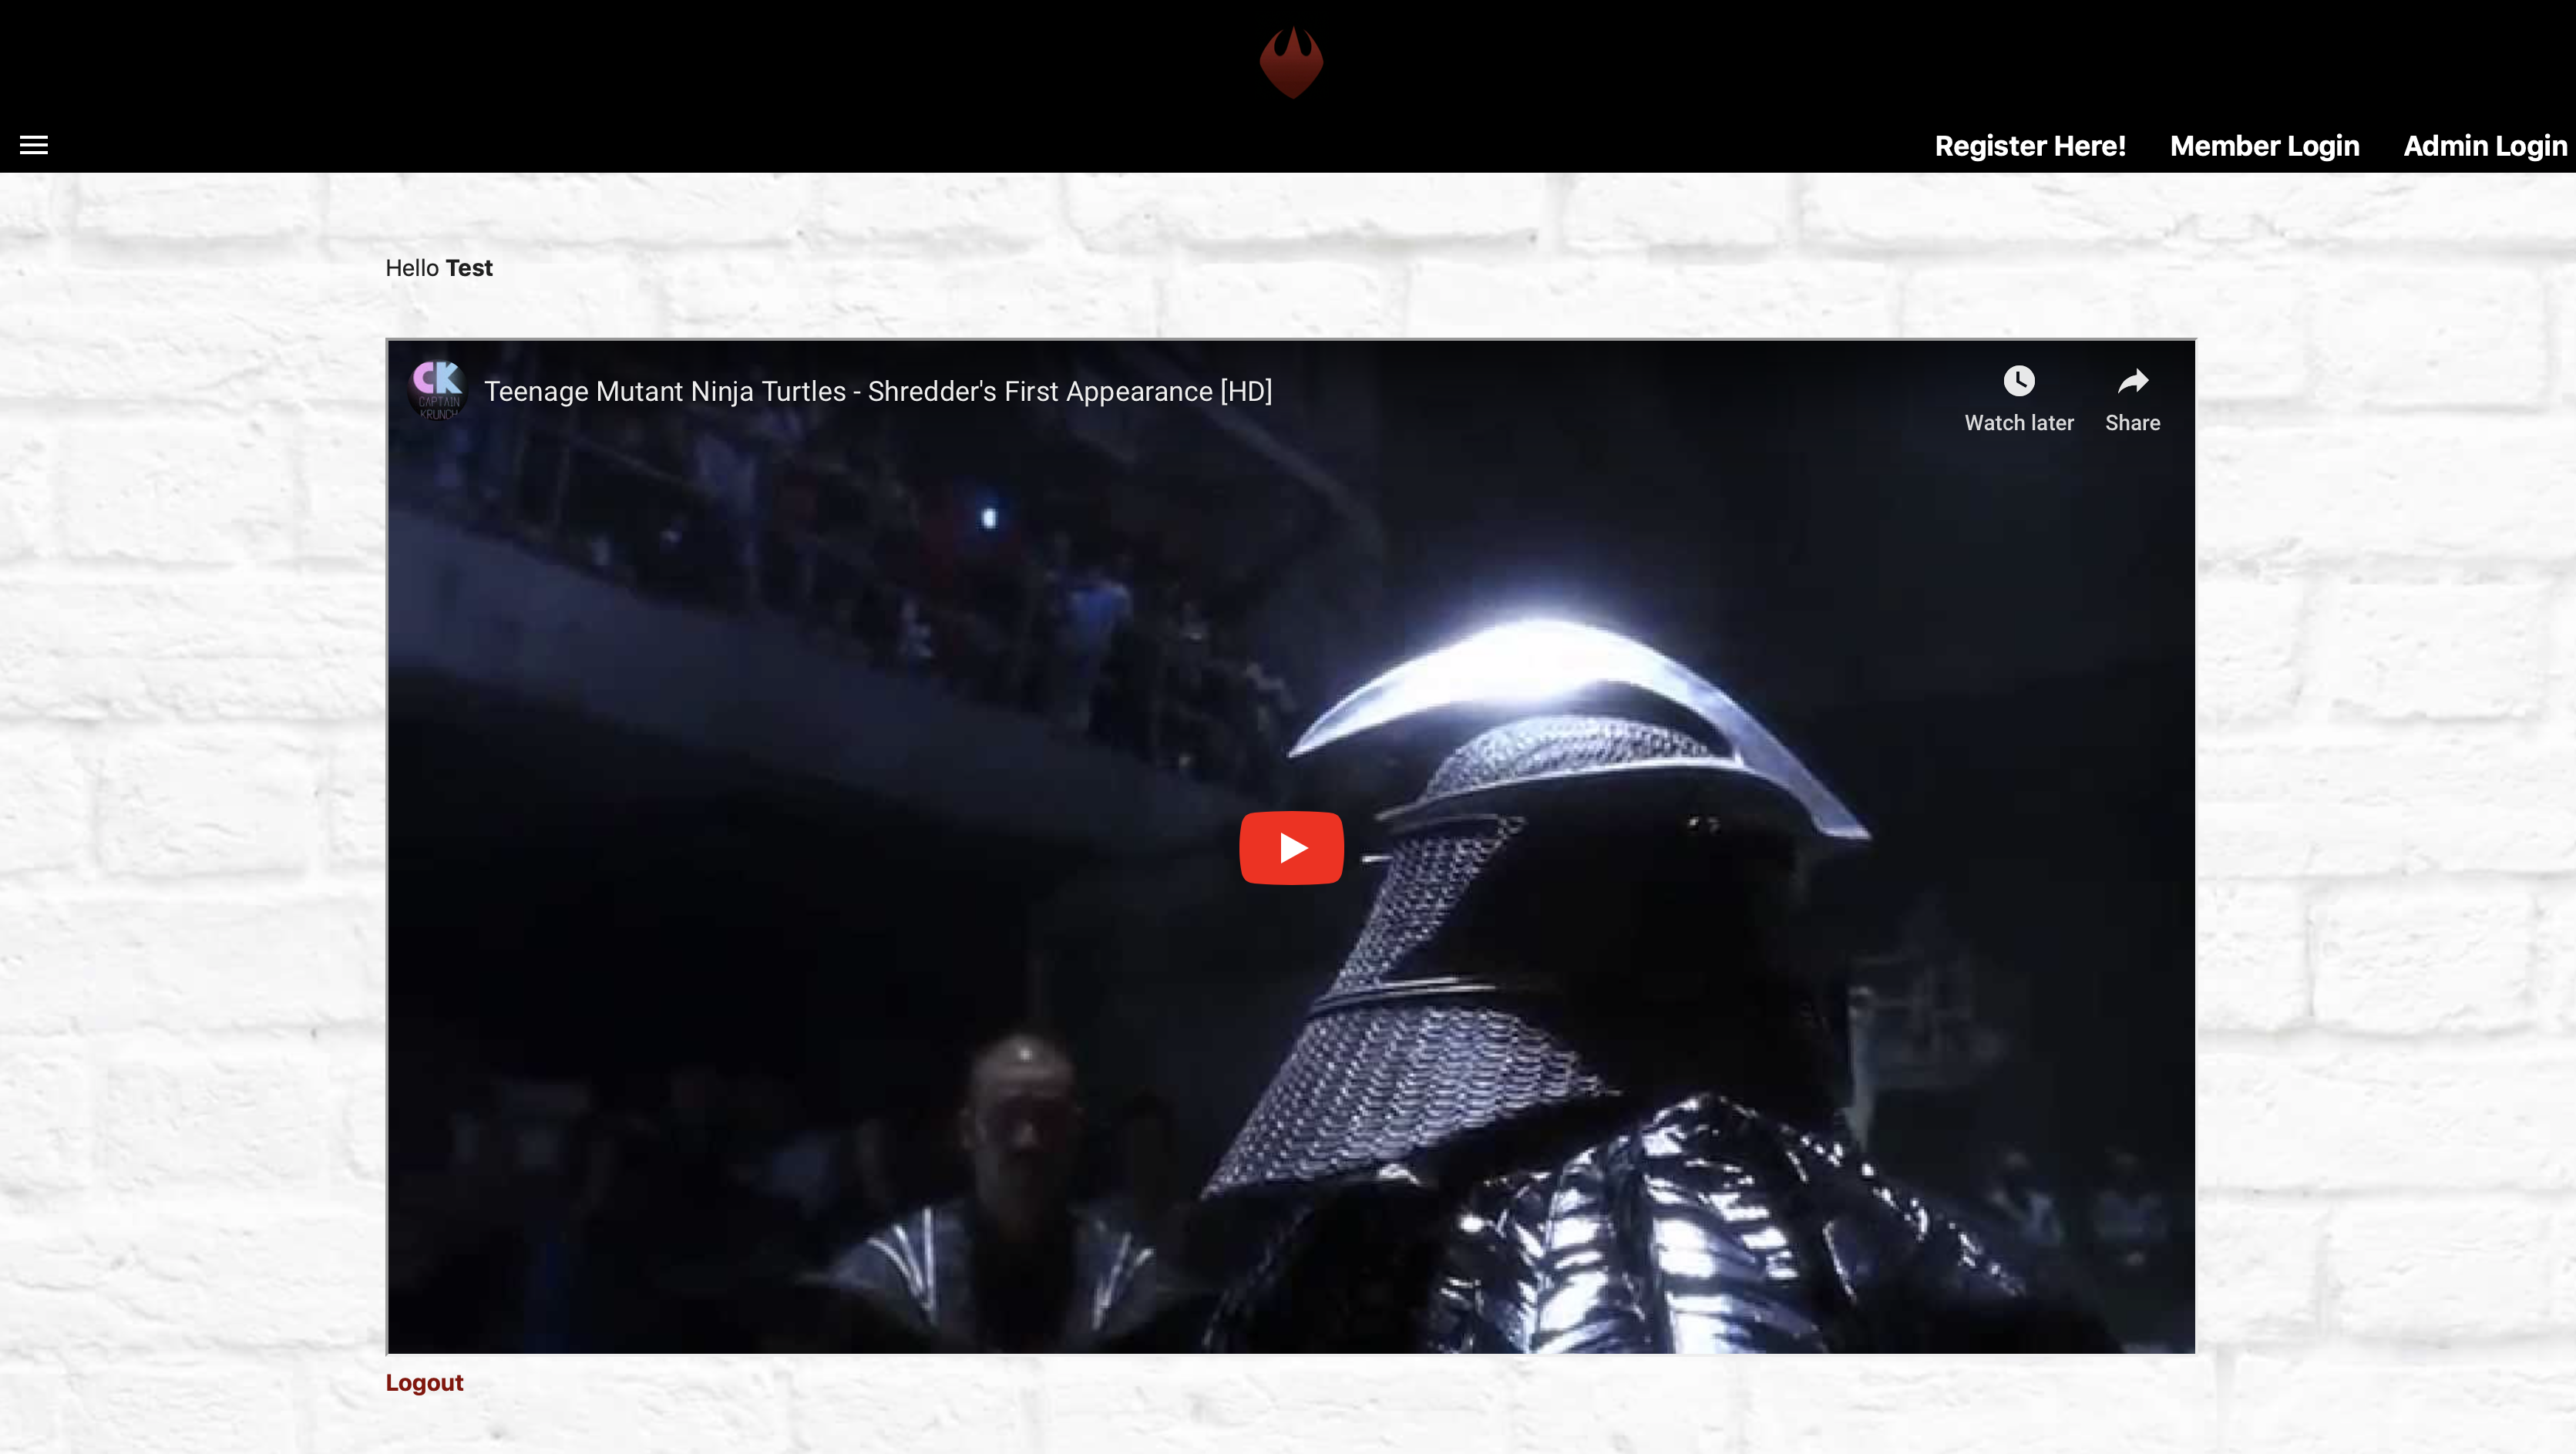 Register Here! Member Login Admin Login
Hello Test
CK
CAPTAIN
KRUNCH
Teenage Mutant Ninja Turtles - Shredder's First Appearance [HD]
Watch later Share
Logout